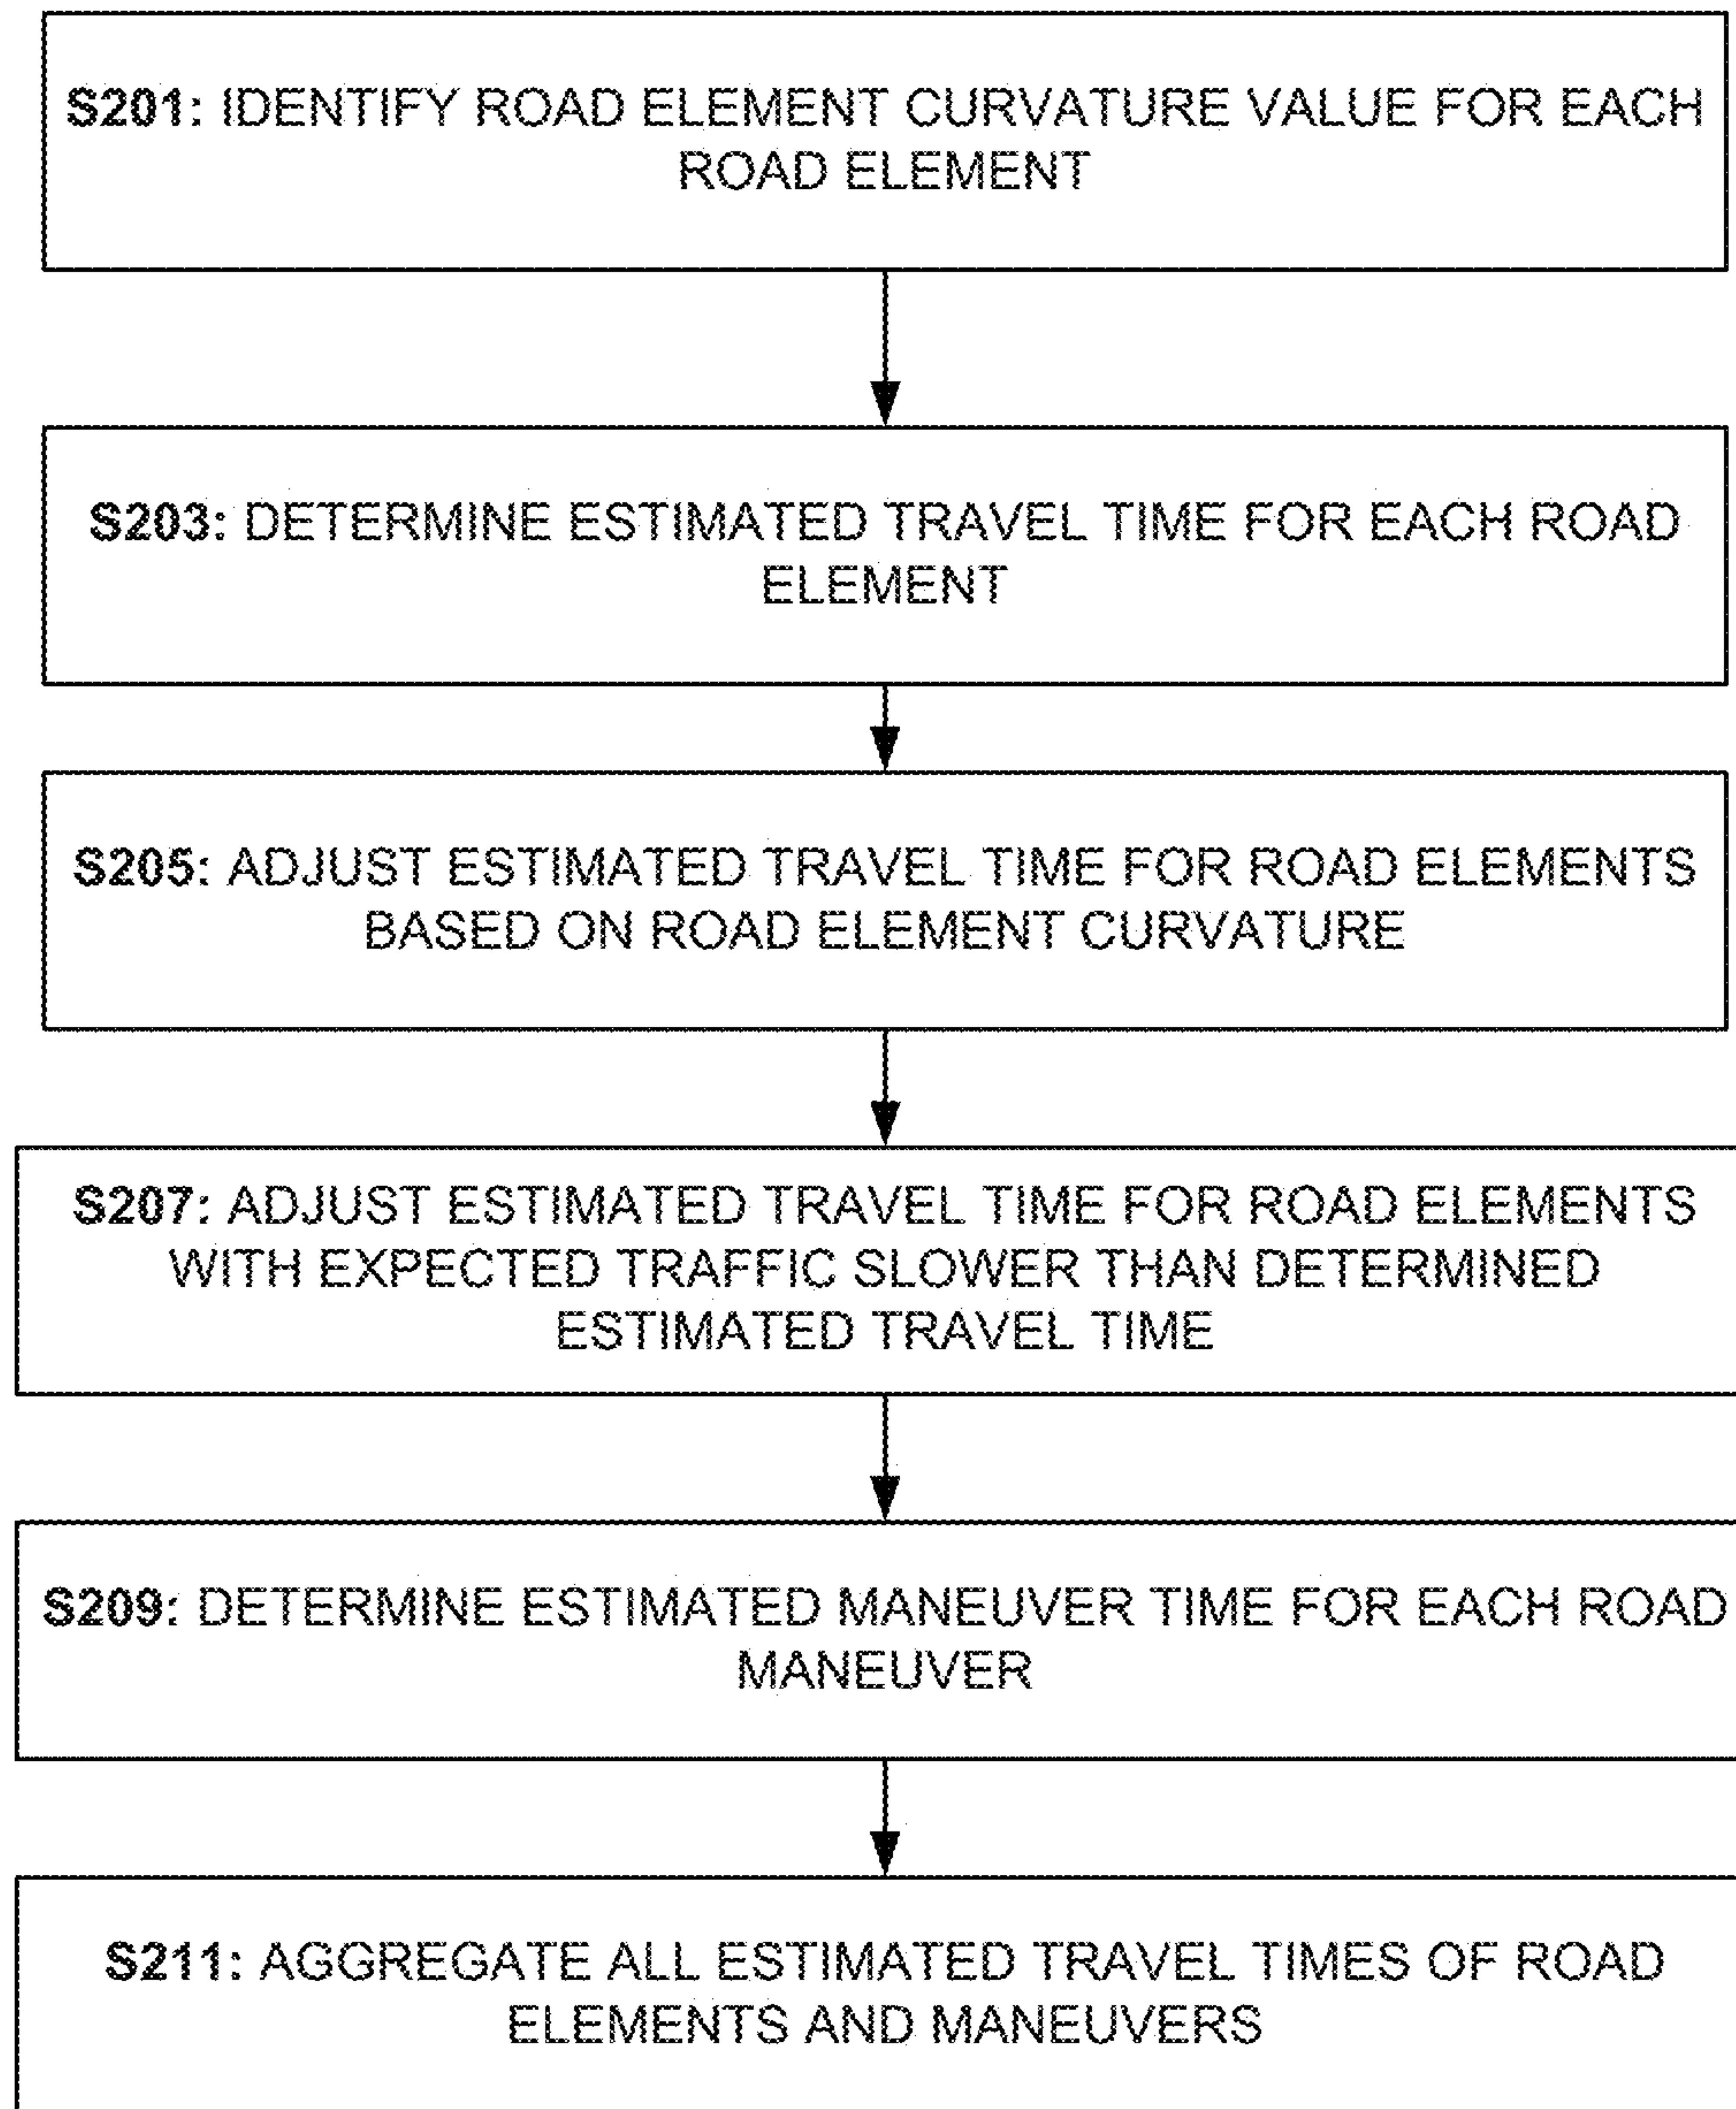 S201: IDENTIFY ROAD ELEMENT CURVATURE VALUE FOR EACH
ROAD ELEMENT
S203: DETERMINE ESTIMATED TRAVEL TIME FOR EACH ROAD
ELEMENT
S205: ADJUST ESTIMATED TRAVEL TIME FOR ROAD ELEMENTS
BASED ON ROAD ELEMENT CURVATURE
S207: ADJUST ESTIMATED TRAVEL TIME FOR ROAD ELEMENTS
WITH EXPECTED TRAFFIC SLOWER THAN DETERMINED
ESTIMATED TRAVEL TIME
S209: DETERMINE ESTIMATED MANEUVER TIME FOR EACH ROAD
MANEUVER
S211: AGGREGATE ALL ESTIMATED TRAVEL TIMES OF ROAD
ELEMENTS AND MANEUVERS